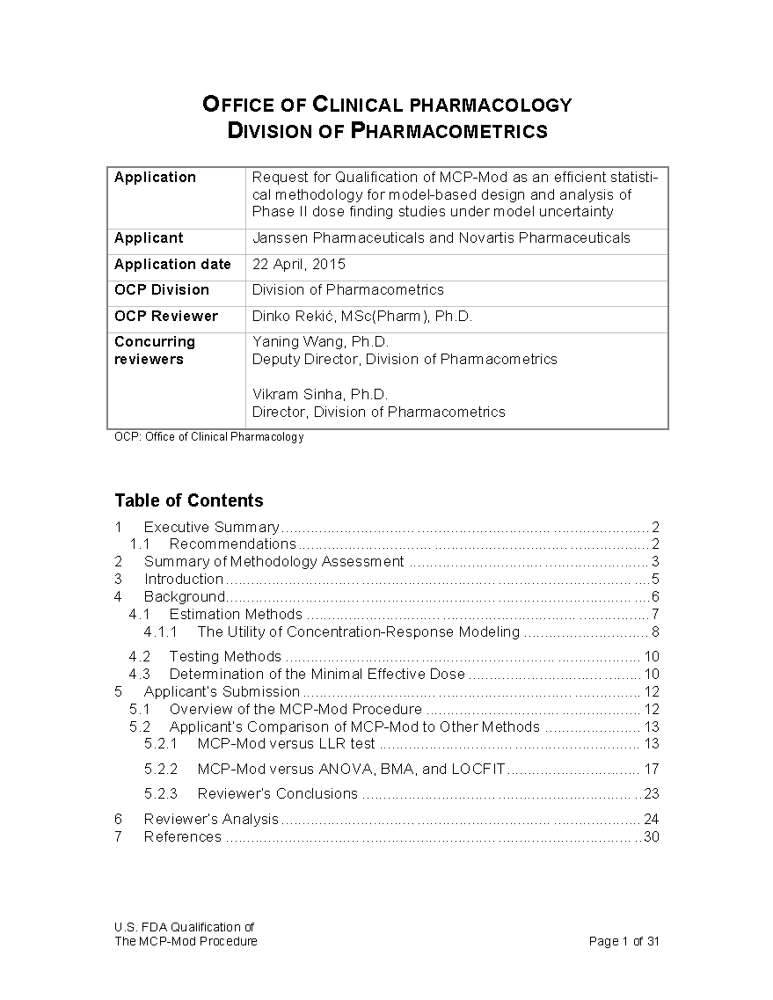 OFFICE OF CLINICAL PHARMACOLOGY
DIVISION OF PHARMACOMETRICS
Application Request for Qualification of MCP-Mod as an efficient statisti-
cal methodology for model-based design and analysis of
Phase II dose finding studies under model uncertainty
Applicant Janssen Pharmaceuticals and Novartis Pharmaceuticals
Application date 22 April, 2015
OCP Division Division of Pharmacometrics
OCP Reviewer Dinko Rekić, MSc(Pharm), Ph.D.
Concurring Yaning Wang, Ph.D.
reviewers Deputy Director, Division of Pharmacometrics
Vikram Sinha, Ph.D.
Director, Division of Pharmacometrics
OCP: Office of Clinical Pharmacology
Table of Contents
1 Executive Summary 2
1.1 Recommendations 2
2 Summary of Methodology Assessment 3
3 Introduction 5
4 Background 6
4.1 Estimation Methods 7
4.1.1 The Utility of Concentration-Response Modeling 8
4.2 Testing Methods 10
4.3 Determination of the Minimal Effective Dose 10
5 Applicant's Submission 12
5.1 Overview of the MCP-Mod Procedure 12
5.2 Applicant's Comparison of MCP-Mod to Other Methods 13
5.2.1 MCP-Mod versus LLR test 13
5.2.2 MCP-Mod versus ANOVA, BMA, and LOCFIT 17
5.2.3 Reviewer's Conclusions 23
6 Reviewer's Analysis 24
7 References 30
U.S. FDA Qualification of
The MCP-Mod Procedure Page 1 of 31